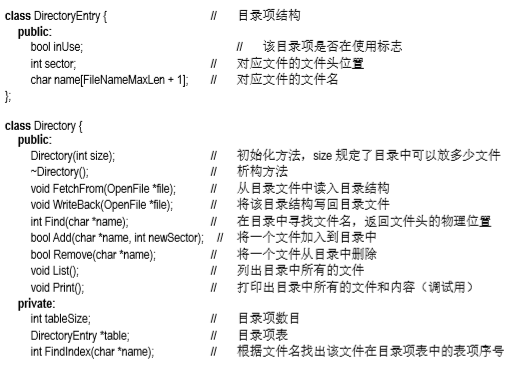 class DirectoryEntry { // 目录项结构
public:
bool inUse; // 该目录项是否在使用标志
int sector; // 对应文件的文件头位置
char name[FileNameMaxLen + 1]; // 对应文件的文件名
};
class Directory {
public:
Directory(int size); // 初始化方法，size 规定了目录中可以放多少文件
~Directory(); // 析构方法
void FetchFrom(OpenFile *file); // 从目录文件中读入目录结构
void WriteBack(OpenFile *file); // 将该目录结构写回目录文件
int Find(char *name); // 在目录中寻找文件名，返回文件头的物理位置
bool Add(char *name, int newSector); // 将一个文件加入到目录中
bool Remove(char *name); // 将一个文件从目录中删除
void List(); // 列出目录中所有的文件
void Print(); // 打印出目录中所有的文件和内容（调试用）
private:
int tableSize; // 目录项数目
DirectoryEntry *table; // 目录项表
int FindIndex(char *name); // 根据文件名找出该文件在目录项表中的表项序号